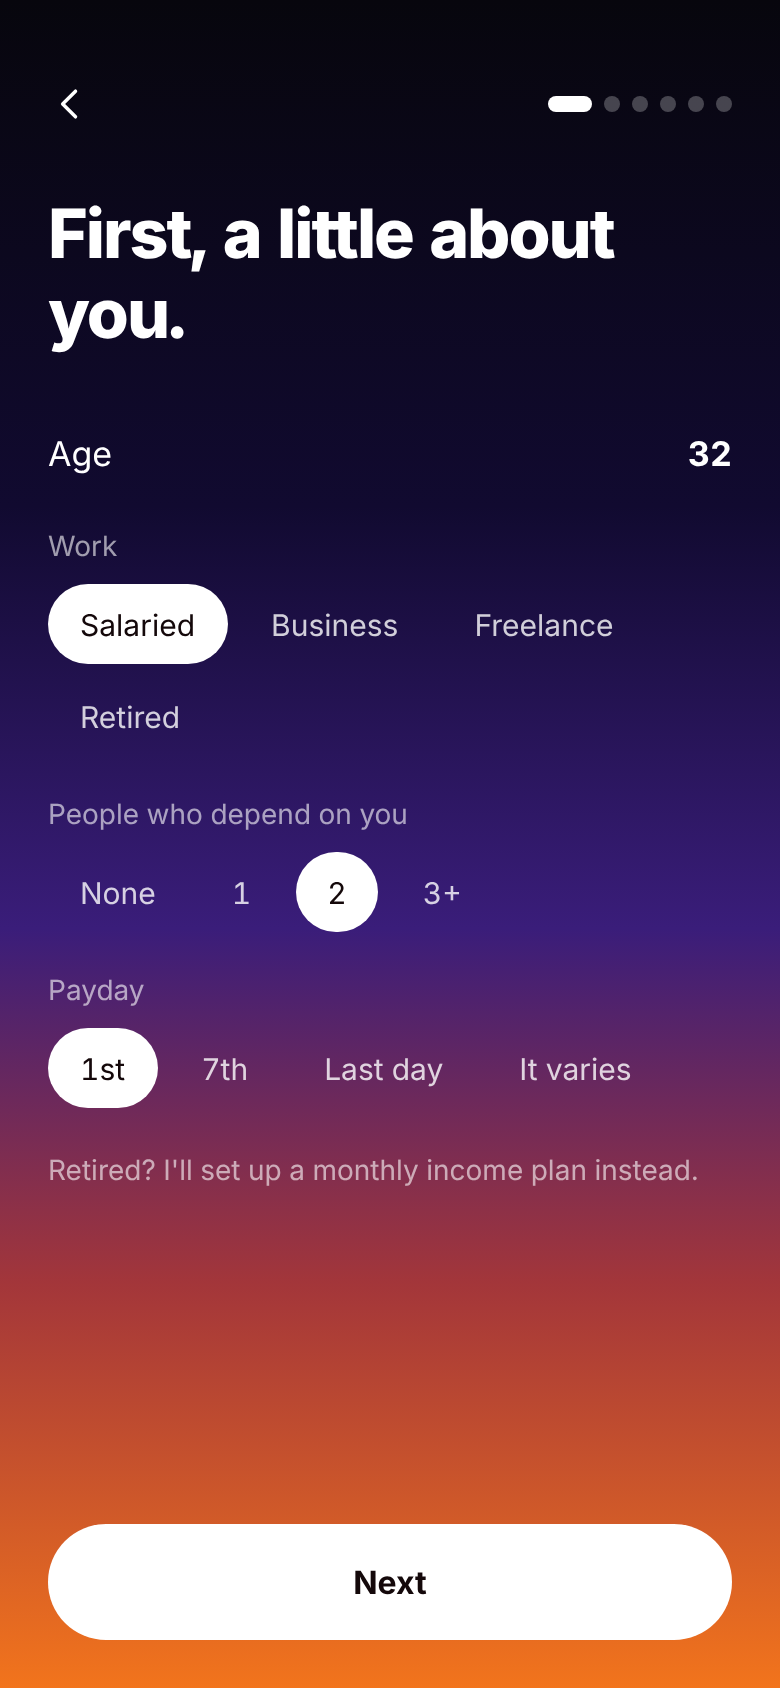 First, a little about
you.
Age 32
Work
Salaried Business Freelance
Retired
People who depend on you
None 1 2 3+
Payday
1st 7th Last day It varies
Retired? I'll set up a monthly income plan instead.
Next